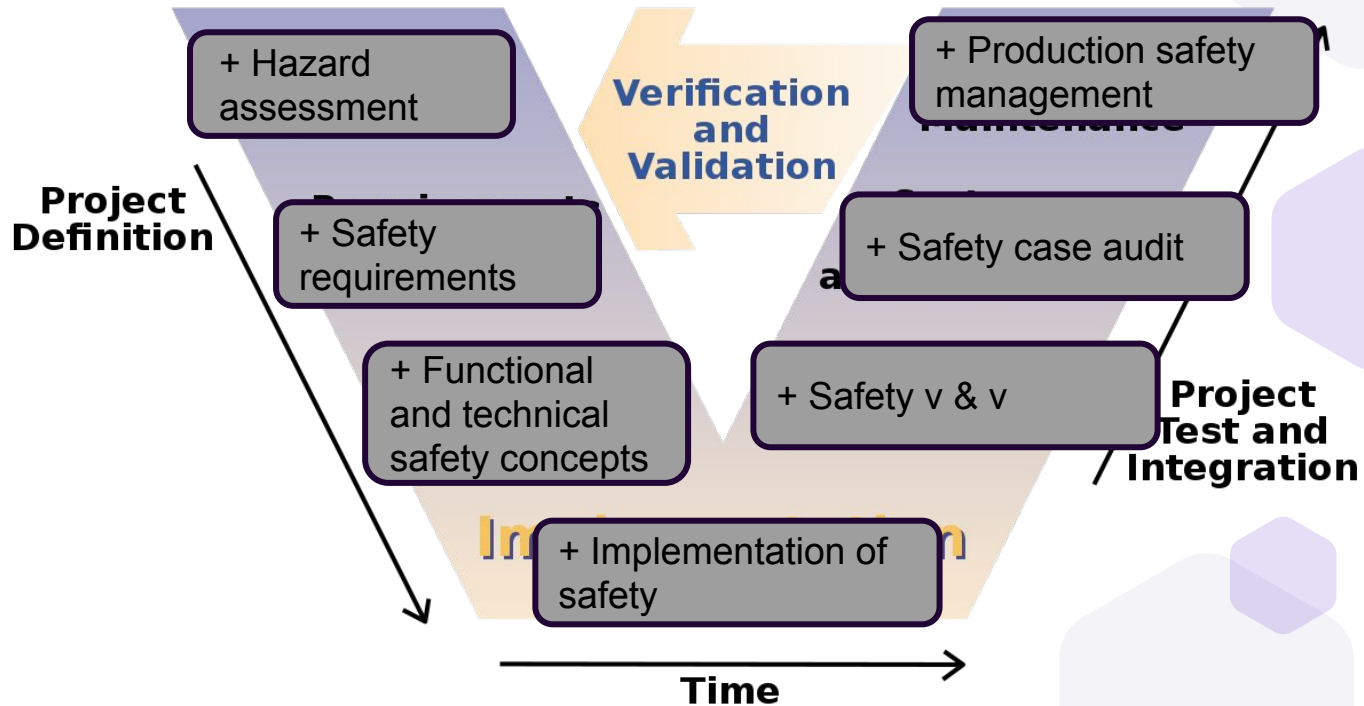 + Hazard
assessment
Verification
and
Validation
+ Production safety
management
Maintenance
Project
Definition
+ Safety
requirements
+ Safety case audit
+ Functional
and technical
safety concepts
+ Safety v & v
Project
Test and
Integration
+ Implementation of
safety
Time